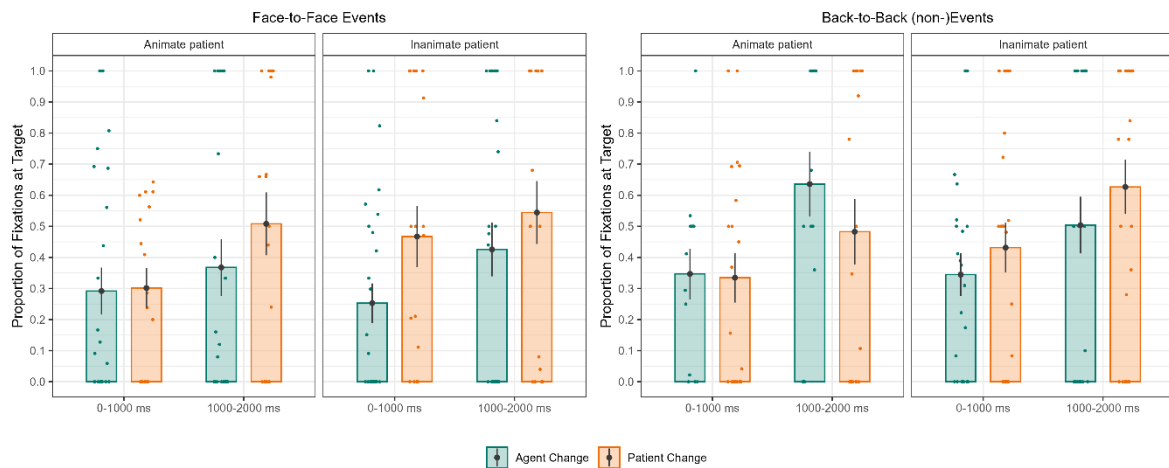 Face-to-Face Events
Back-to-Back (non-)Events
Animate patient
Inanimate patient
Animate patient
Inanimate patient
Proportion of Fixations at Target
1.0
0.9
0.8
0.7
0.6
0.5
0.4
0.3
0.2
0.1
0.0
0-1000 ms
1000-2000 ms
0-1000 ms
1000-2000 ms
Proportion of Fixations at Target
1.0
0.9
0.8
0.7
0.6
0.5
0.4
0.3
0.2
0.1
0.0
0-1000 ms
1000-2000 ms
0-1000 ms
1000-2000 ms
Agent Change
Patient Change